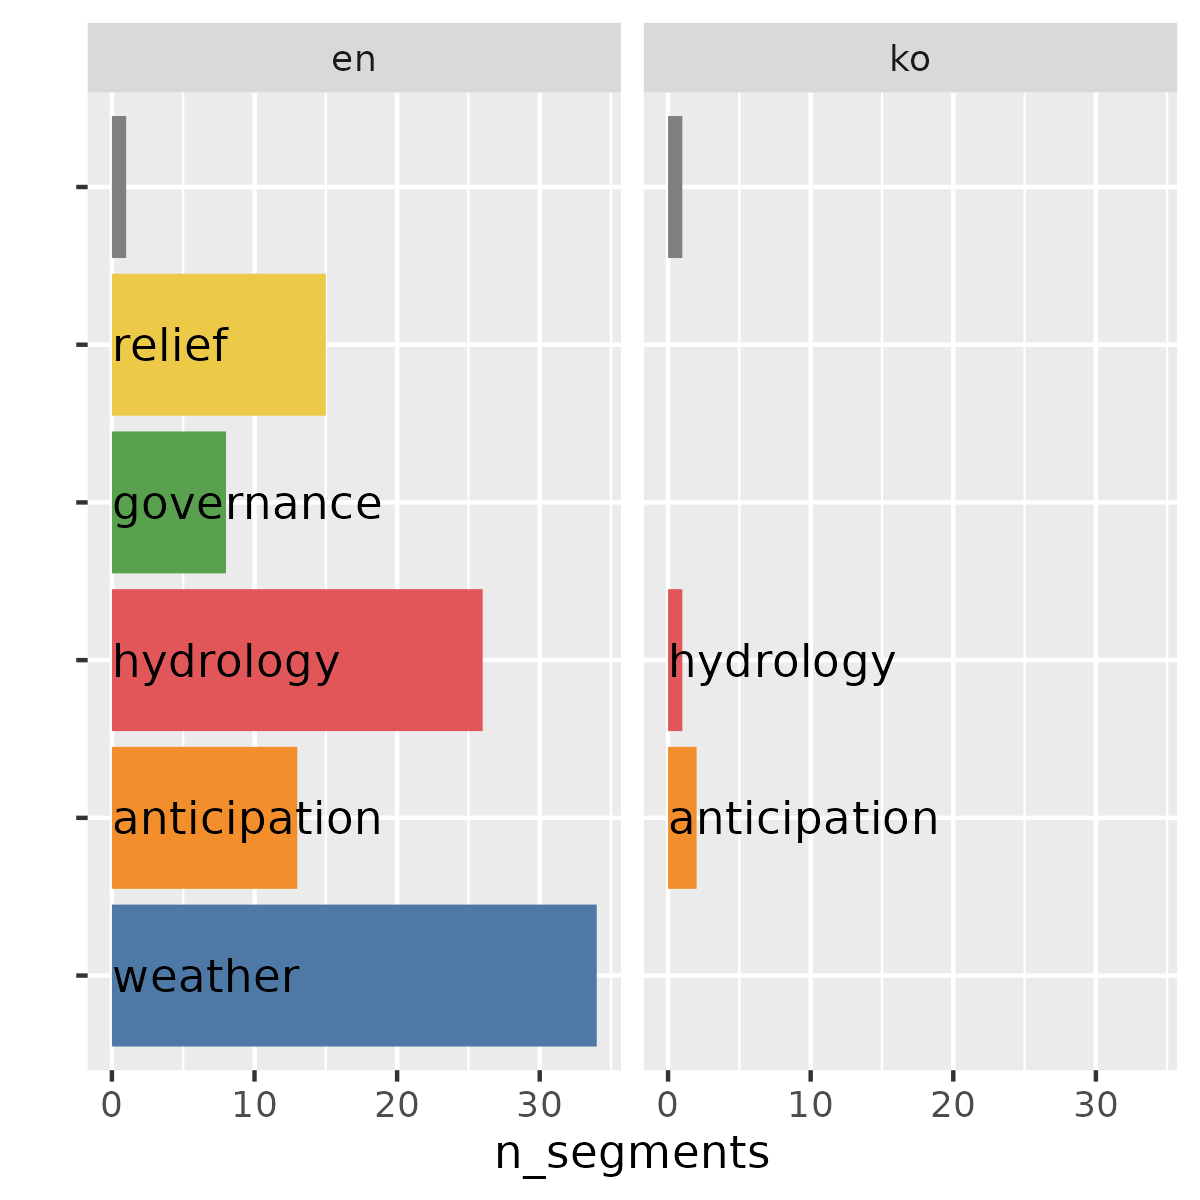 en
ko
relief
governance
hydrology
hydrology
anticipation
anticipation
weather
0 10 20 30
0 10 20 30
n_segments